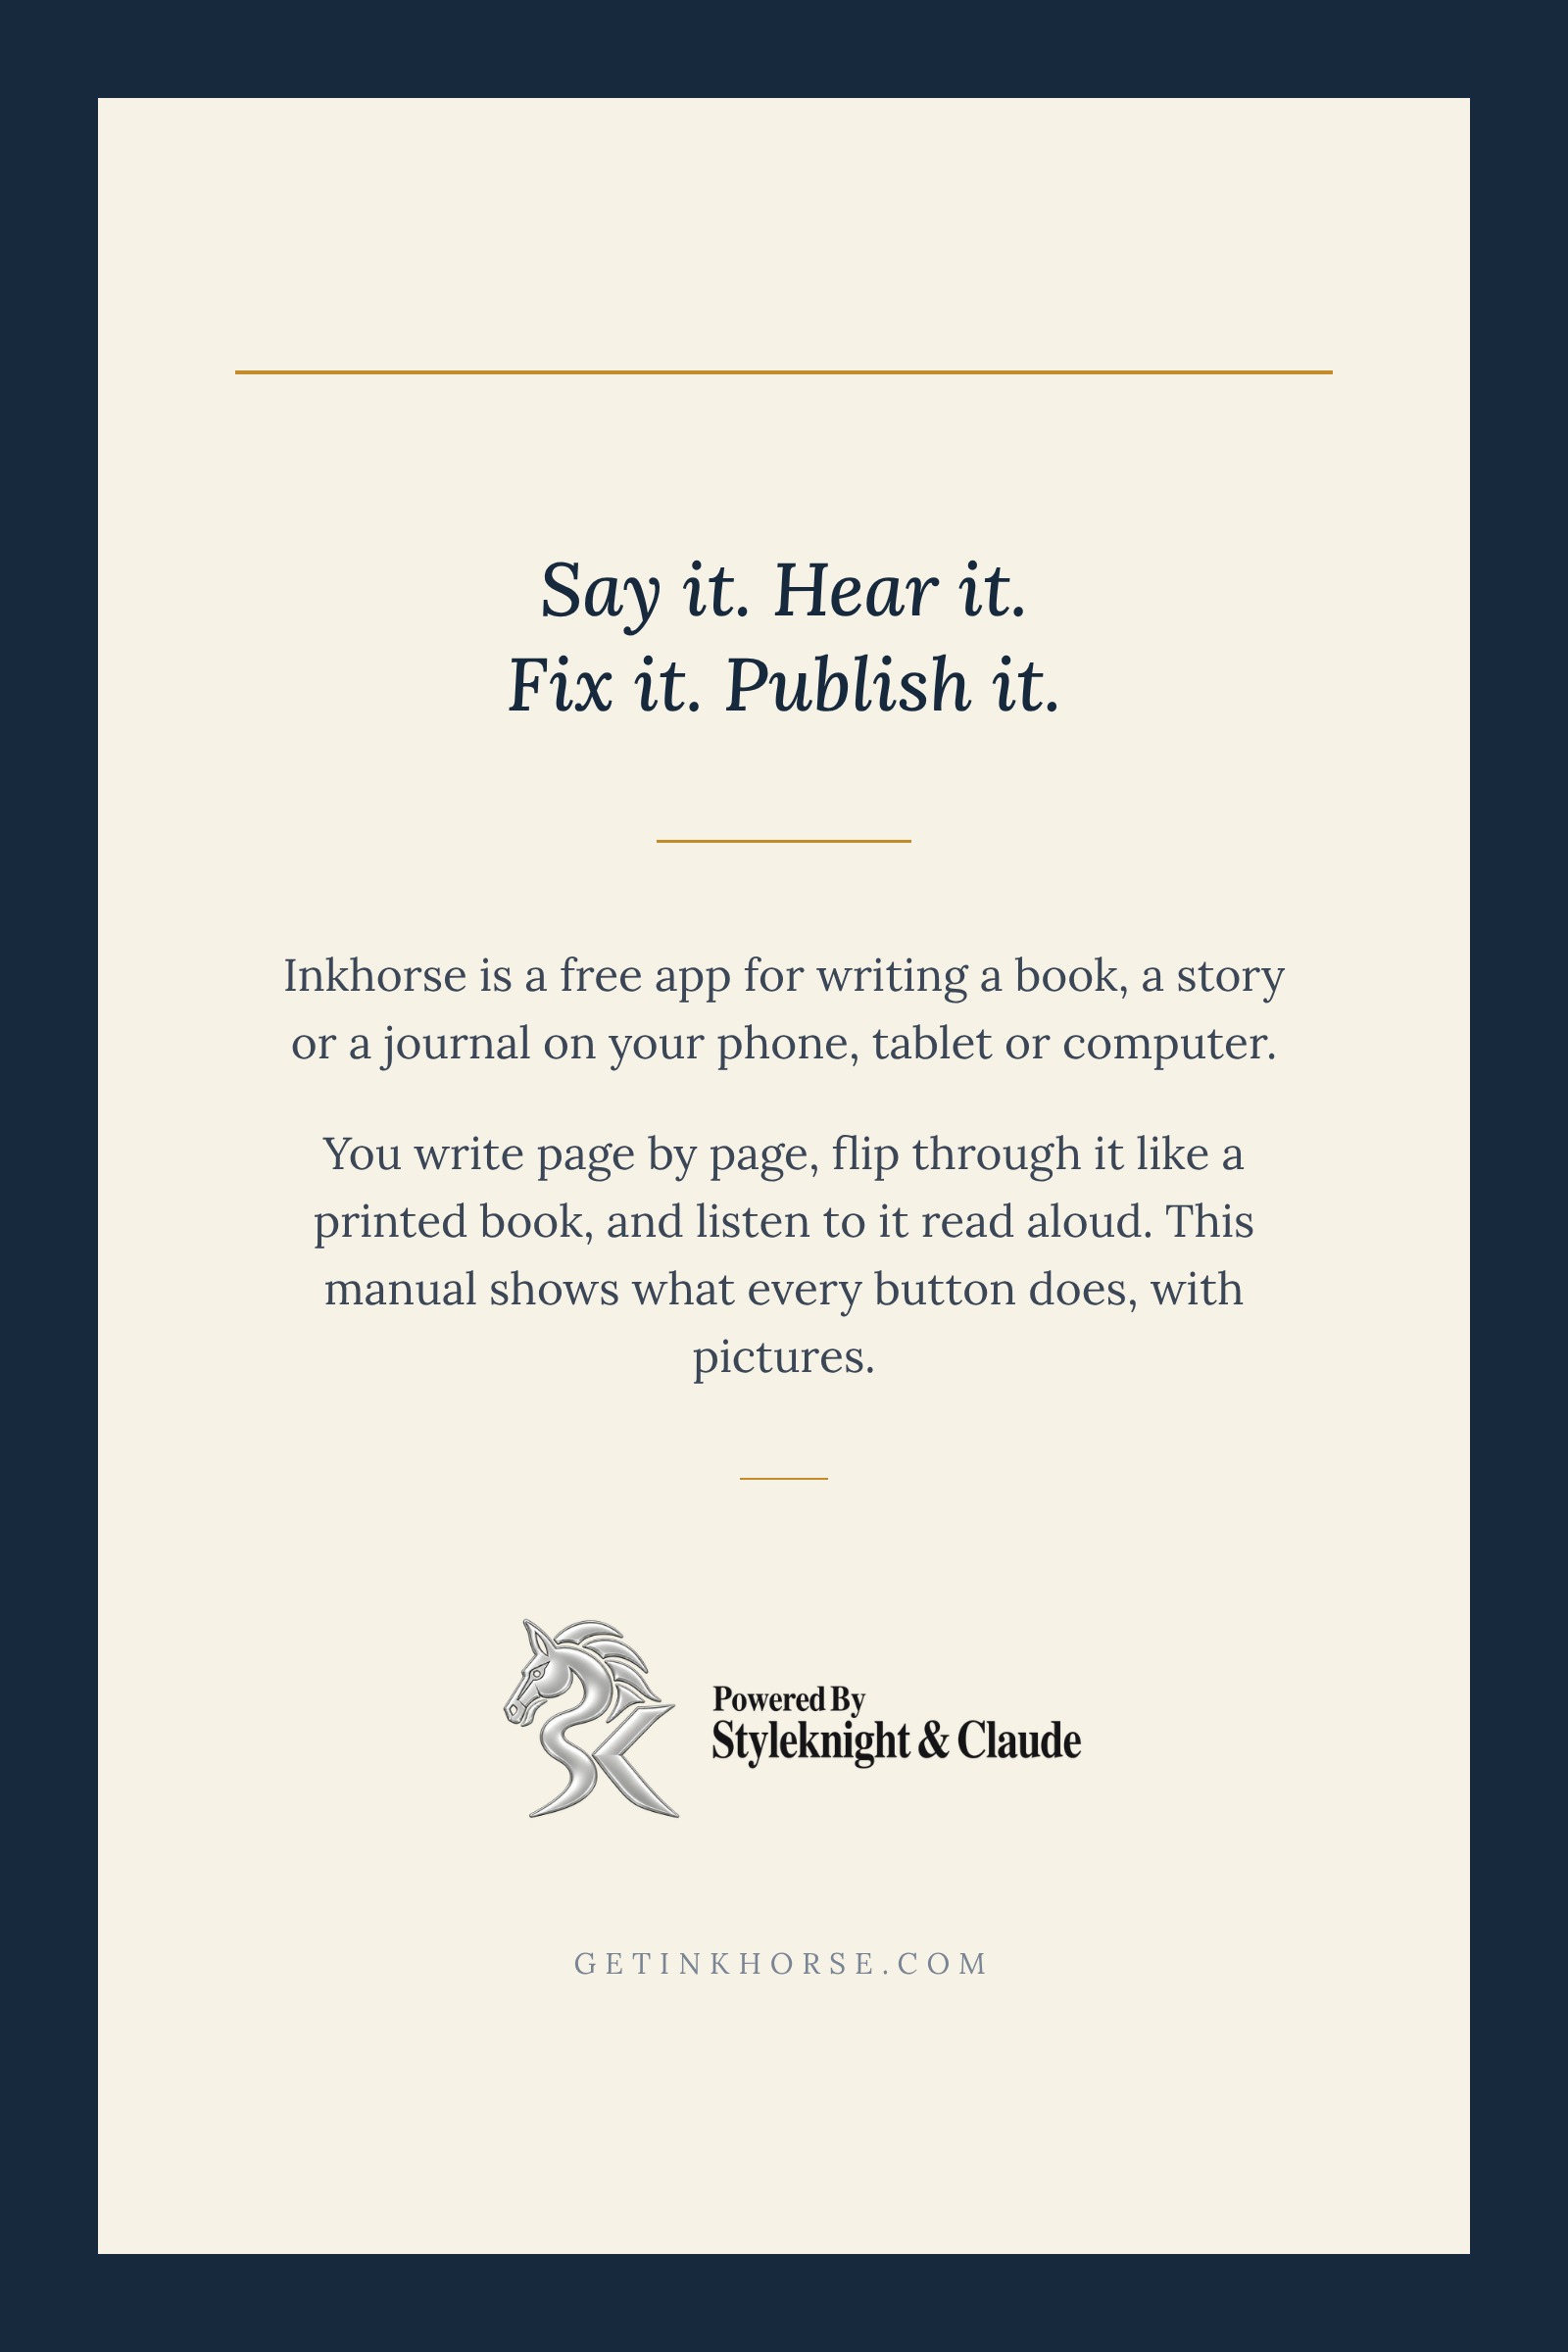 Say it. Hear it.
Fix it. Publish it.
Inkhorse is a free app for writing a book, a story
or a journal on your phone, tablet or computer.
You write page by page, flip through it like a
printed book, and listen to it read aloud. This
manual shows what every button does, with
pictures.
Powered By
Styleknight & Claude
GETINKHORSE.COM